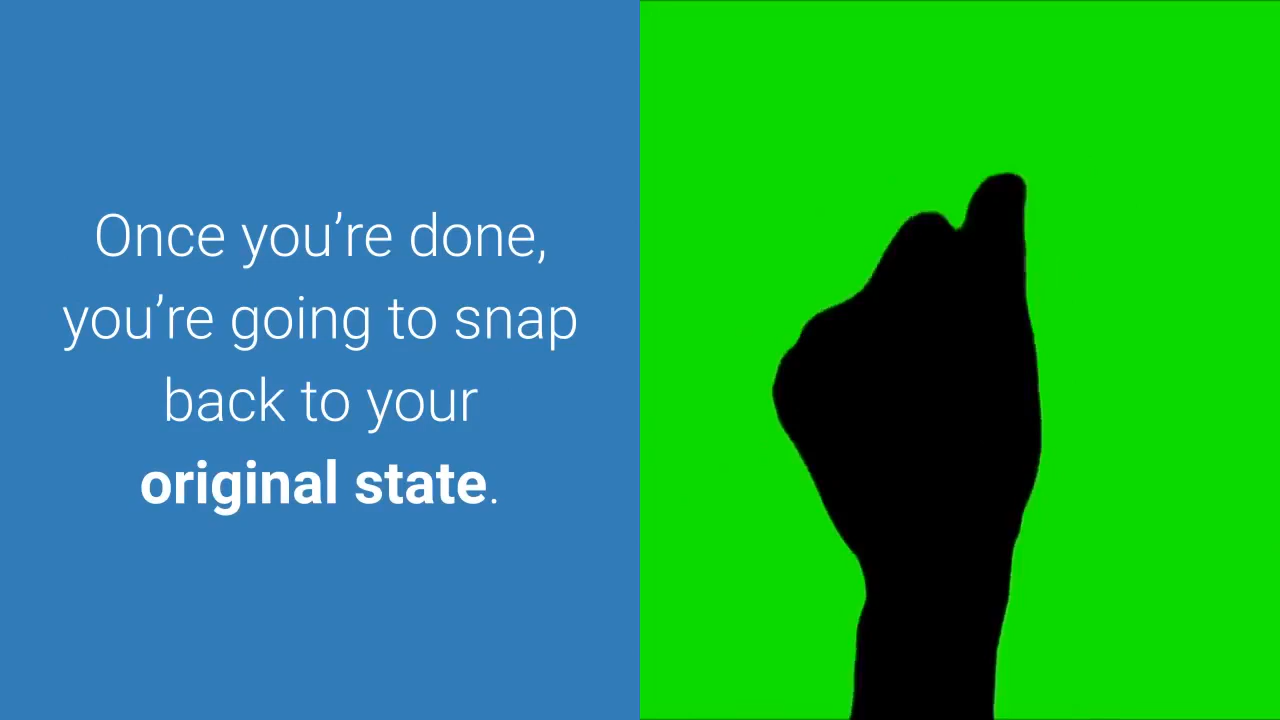 Once you’re done,
you’re going to snap
back to your
original state.